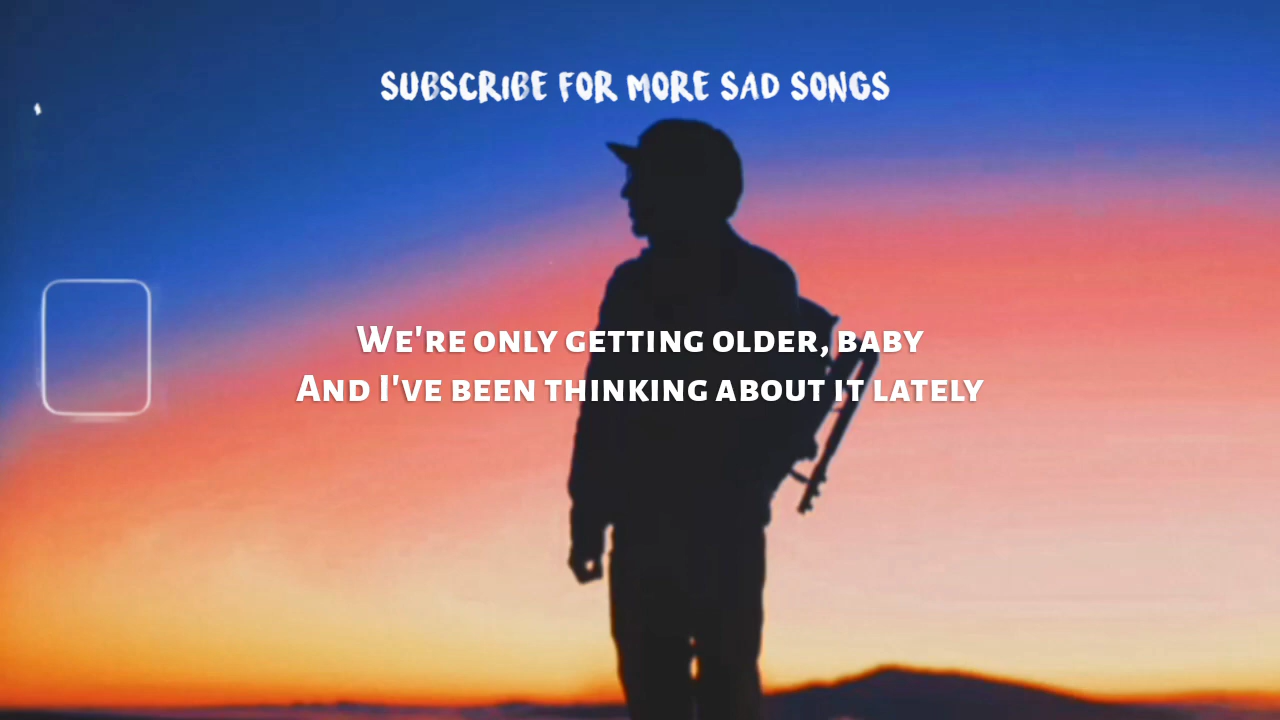 SUBSCRIBE FOR MORE SAD SONGS
We're only getting older, baby
And I've been thinking about it lately